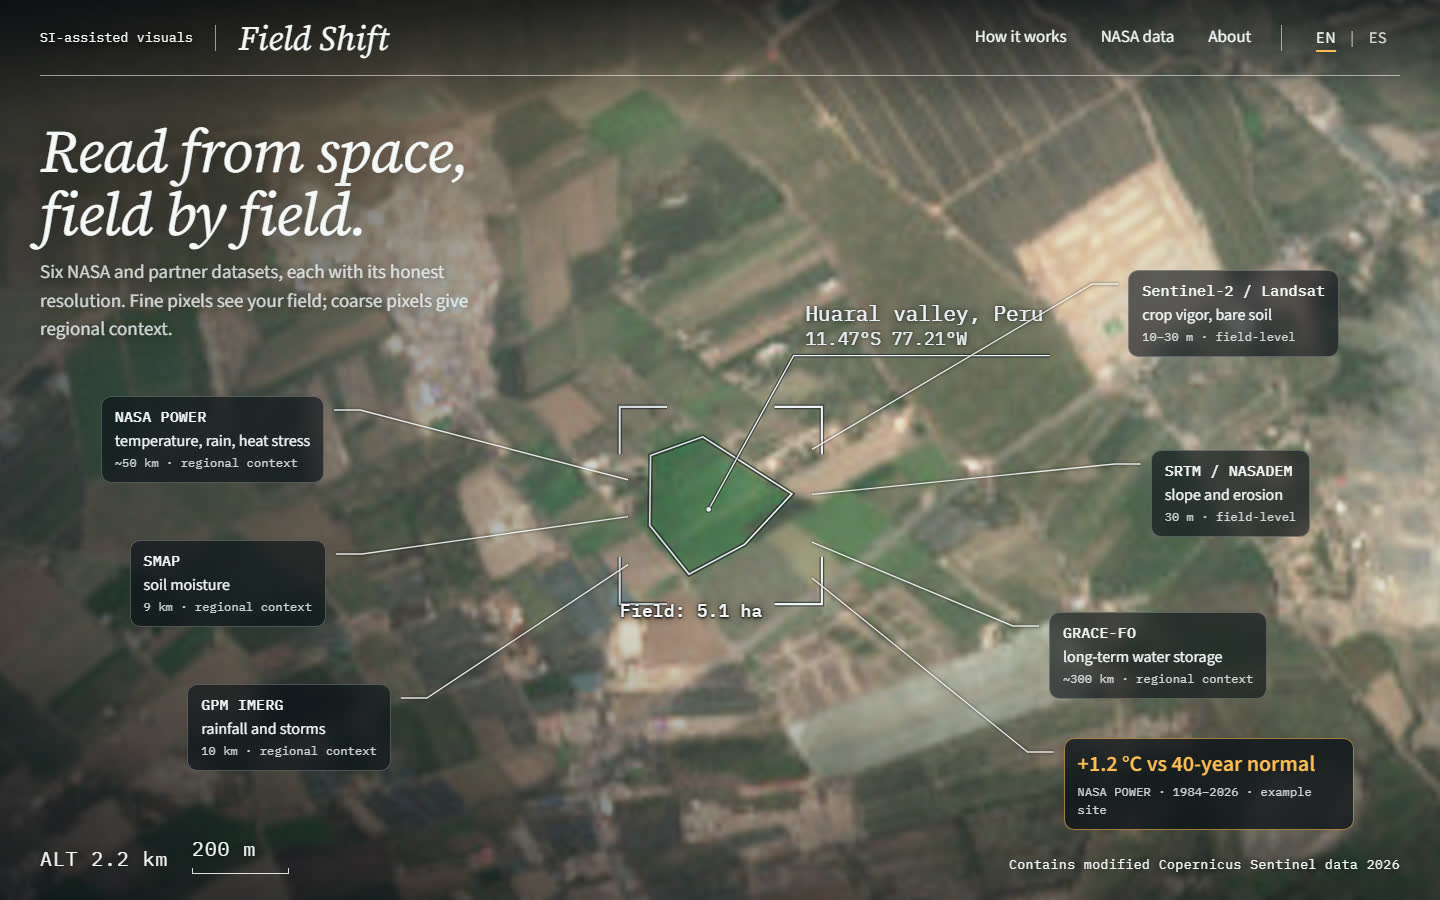 SI-assisted visuals
Field Shift
How it works
NASA data
About
EN | ES
Read from space,
field by field.
Six NASA and partner datasets, each with its honest
resolution. Fine pixels see your field; coarse pixels give
regional context.
Huaral valley, Peru
11.47°S 77.21°W
Sentinel-2 / Landsat
crop vigor, bare soil
10–30 m · field-level
NASA POWER
temperature, rain, heat stress
~50 km · regional context
SRTM / NASADEM
slope and erosion
30 m · field-level
SMAP
soil moisture
9 km · regional context
Field: 5.1 ha
GRACE-FO
long-term water storage
~300 km · regional context
GPM IMERG
rainfall and storms
10 km · regional context
+1.2 °C vs 40-year normal
NASA POWER · 1984–2026 · example
site
ALT 2.2 km
200 m
Contains modified Copernicus Sentinel data 2026